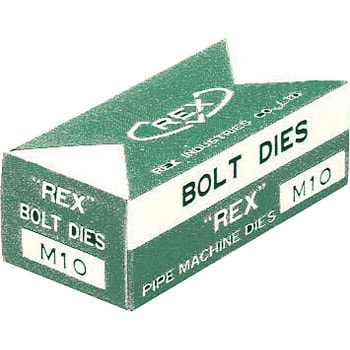 REX
REX INDUSTRIES CO.,LTD
BOLT DIES
"REX" M10
PIPE MACHINE DIES
"REX"
BOLT DIES
M10